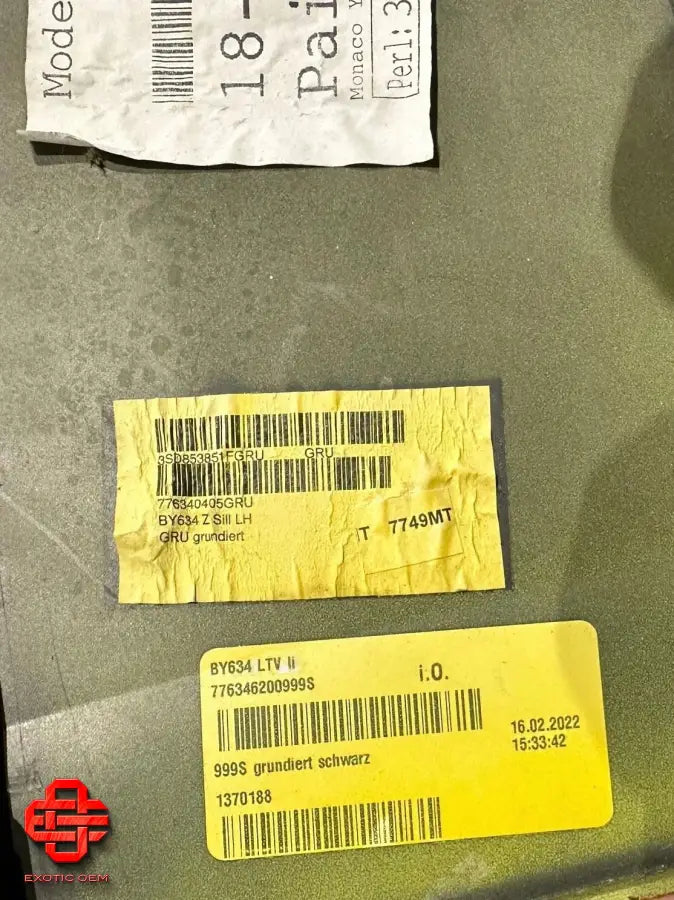 Mode
18-
Pai
Monaco Y
Perl: 3
3SD853851FGRU GRU
776340405GRU
BY634 Z Sill LH
GRU grundiert
7749MT
BY634 LTV li
776346200999S
i.O.
16.02.2022
15:33:42
999S grundiert schwarz
1370188
EXOTIC OEM